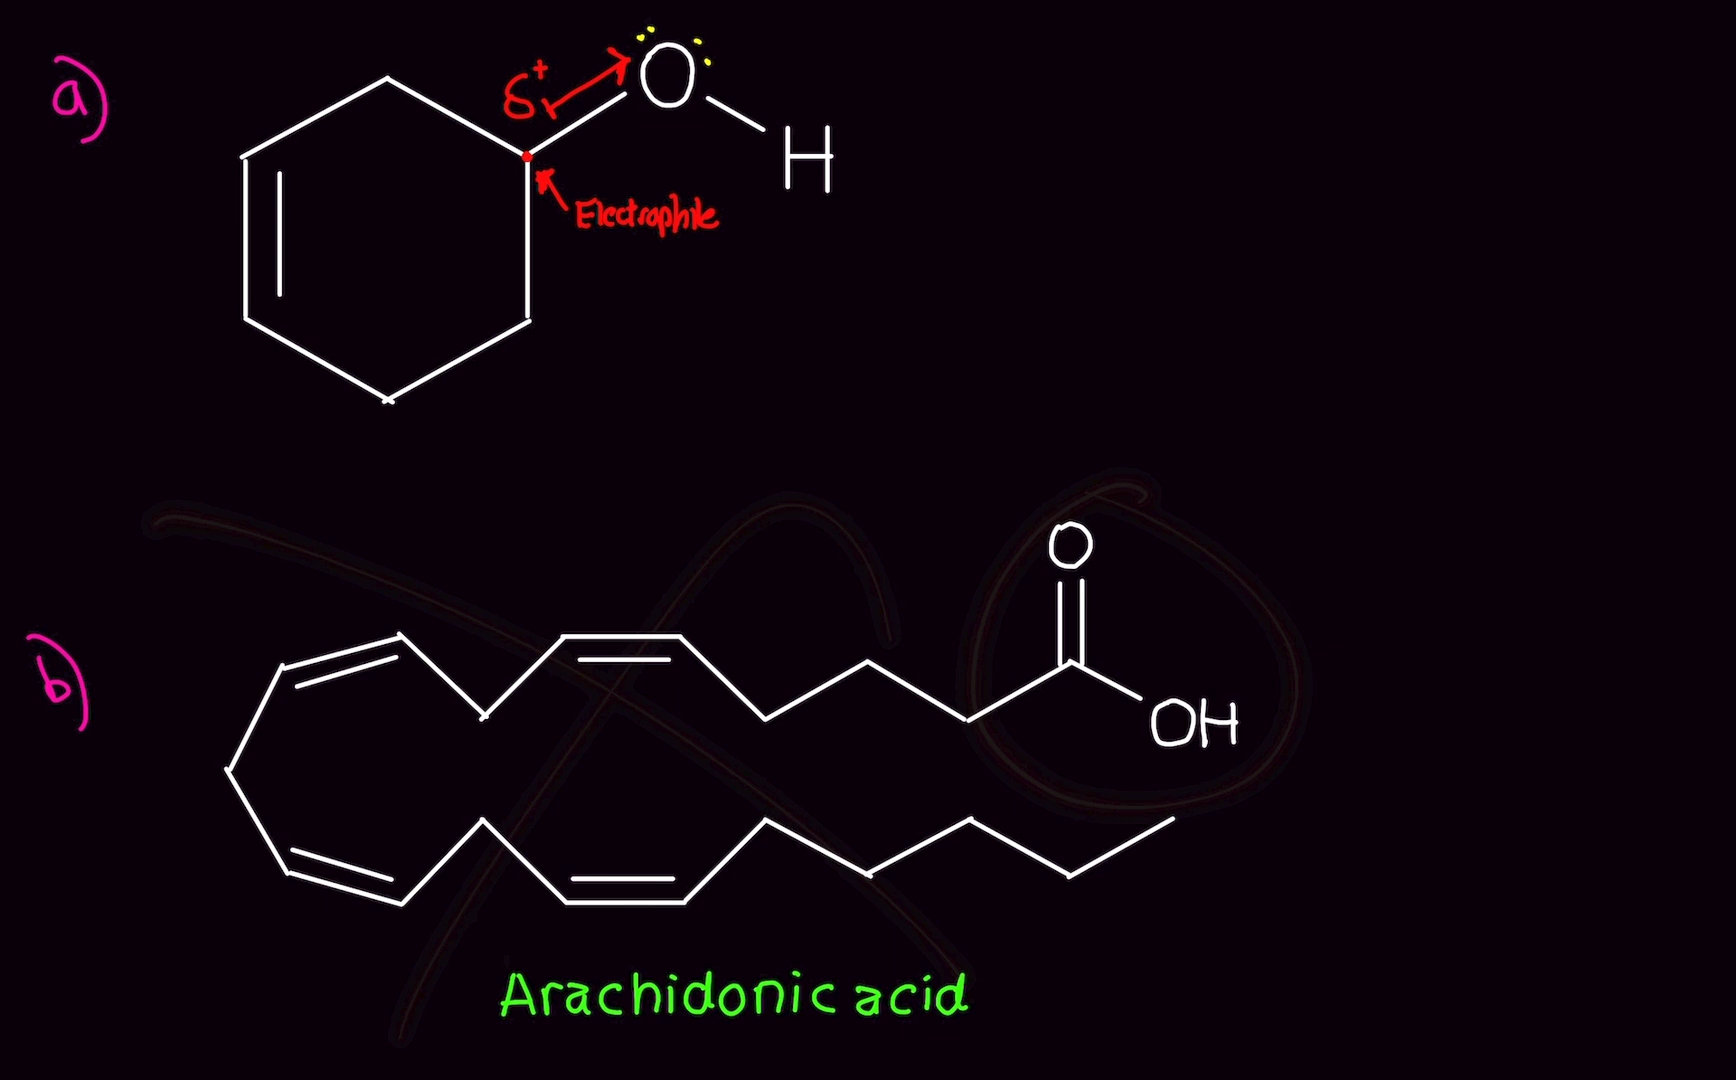 a)
δ+
O
H
Electrophile
O
b)
OH
Arachidonic acid